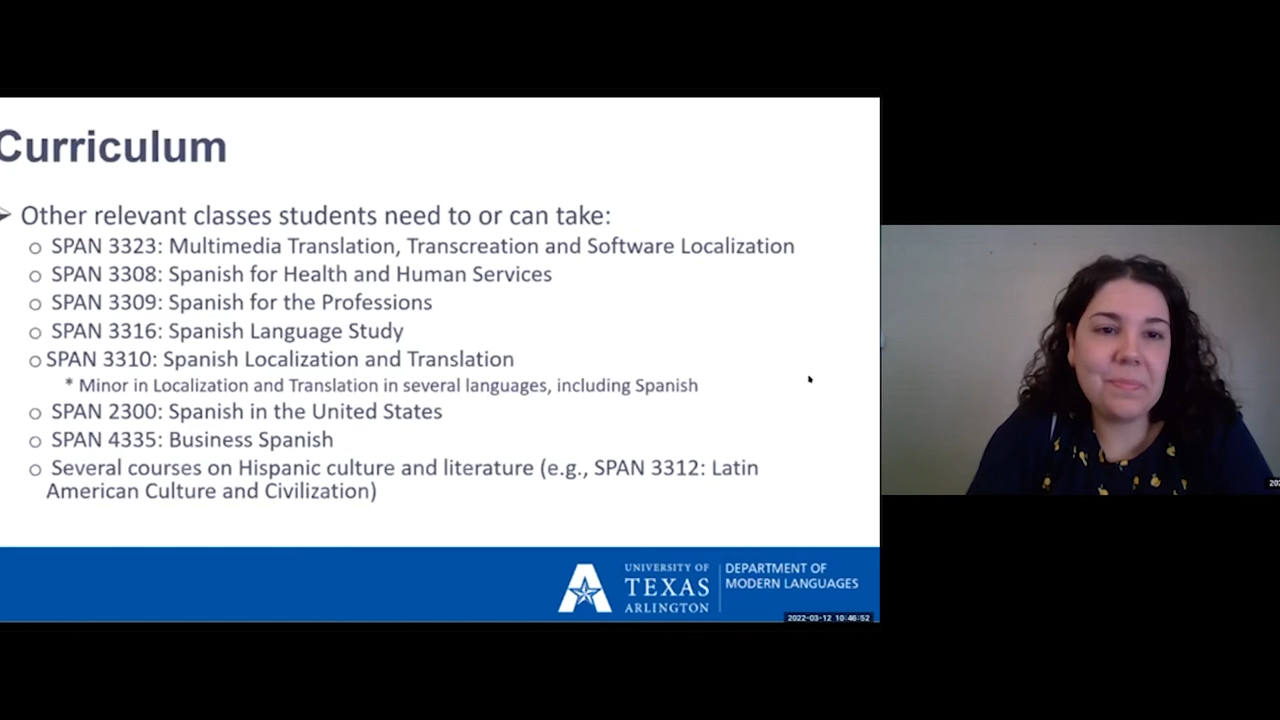 Curriculum
Other relevant classes students need to or can take:
SPAN 3323: Multimedia Translation, Transcreation and Software Localization
SPAN 3308: Spanish for Health and Human Services
SPAN 3309: Spanish for the Professions
SPAN 3316: Spanish Language Study
SPAN 3310: Spanish Localization and Translation
* Minor in Localization and Translation in several languages, including Spanish
SPAN 2300: Spanish in the United States
SPAN 4335: Business Spanish
Several courses on Hispanic culture and literature (e.g., SPAN 3312: Latin
American Culture and Civilization)
UNIVERSITY OF
TEXAS
ARLINGTON
DEPARTMENT OF
MODERN LANGUAGES
2022-03-12 10:46:52